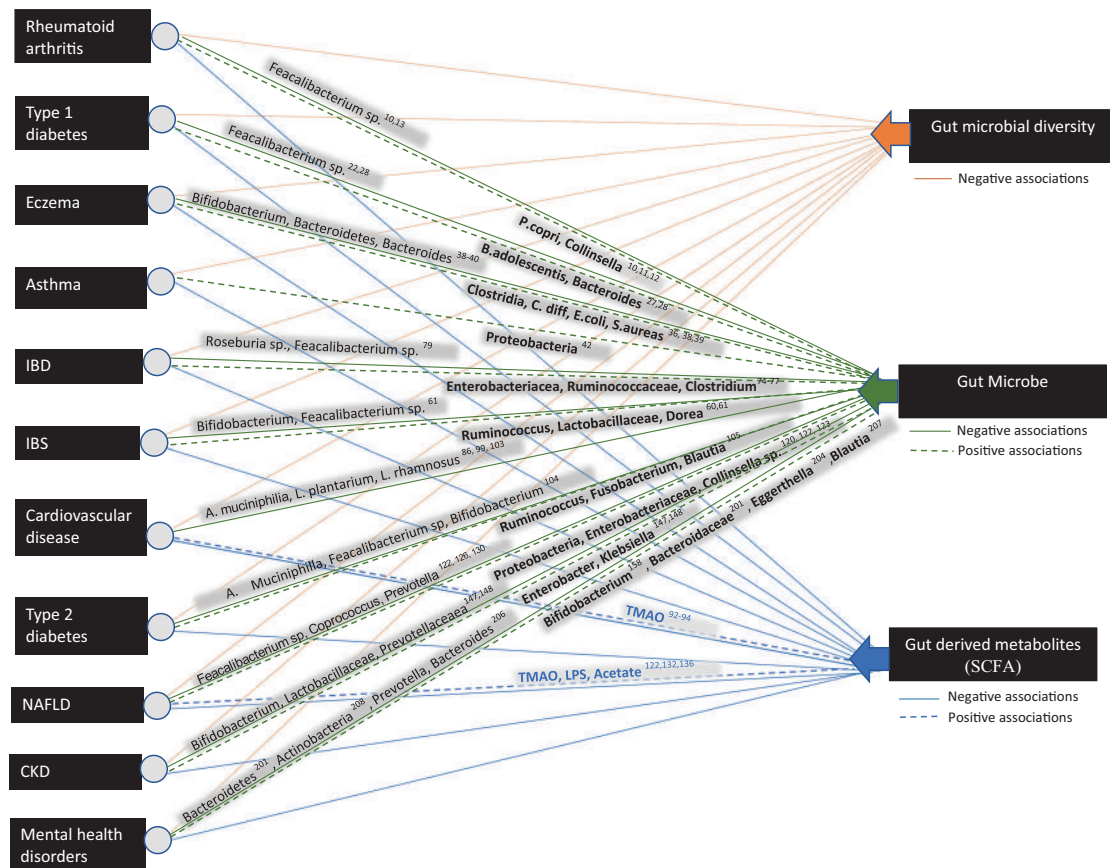 Rheumatoid
arthritis
Type 1
diabetes
Eczema
Asthma
IBD
IBS
Cardiovascular
disease
Type 2
diabetes
NAFLD
CKD
Mental health
disorders
Feacalibacterium sp. 10,13
Feacalibacterium sp. 22,28
Bifidobacterium, Bacteroidetes, Bacteroides 38-40
Roseburia sp., Feacalibacterium sp. 79
Bifidobacterium, Feacalibacterium sp. 61
A. muciniphilia, L. plantarium, L. rhamnosus 86, 99, 103
A. Muciniphilla, Feacalibacterium sp, Bifidobacterium 104
Feacalibacterium sp, Coprococcus, Prevotella 122, 126, 130
Bifidobacterium, Lactobacillaceae, Prevotellaceaea 147,148
Bacteroidetes 201, Actinobacteria 208, Prevotella, Bacteroides 206
P.copri, Collinsella 10,11,12
B.adolescentis, Bacteroides 27,28
Clostridia, C. diff, E.coli, S.aureas 36, 38,39
Proteobacteria 42
Enterobacteriacea, Ruminococcaceae, Clostridium 74-77
Ruminococcus, Lactobacillaceae, Dorea 60,61
Ruminococcus, Fusobacterium, Blautia 105
Proteobacteria, Enterobacteriaceae, Collinsella sp. 120, 122, 123
Enterobacter, Klebsiella 147,148
Bifidobacterium 158, Bacteroidaceae 201, Eggerthella 204, Blautia 207
TMAO 92-94
TMAO, LPS, Acetate 122,132,136
Gut microbial diversity
Negative associations
Gut Microbe
Negative associations
Positive associations
Gut derived metabolites
(SCFA)
Negative associations
Positive associations